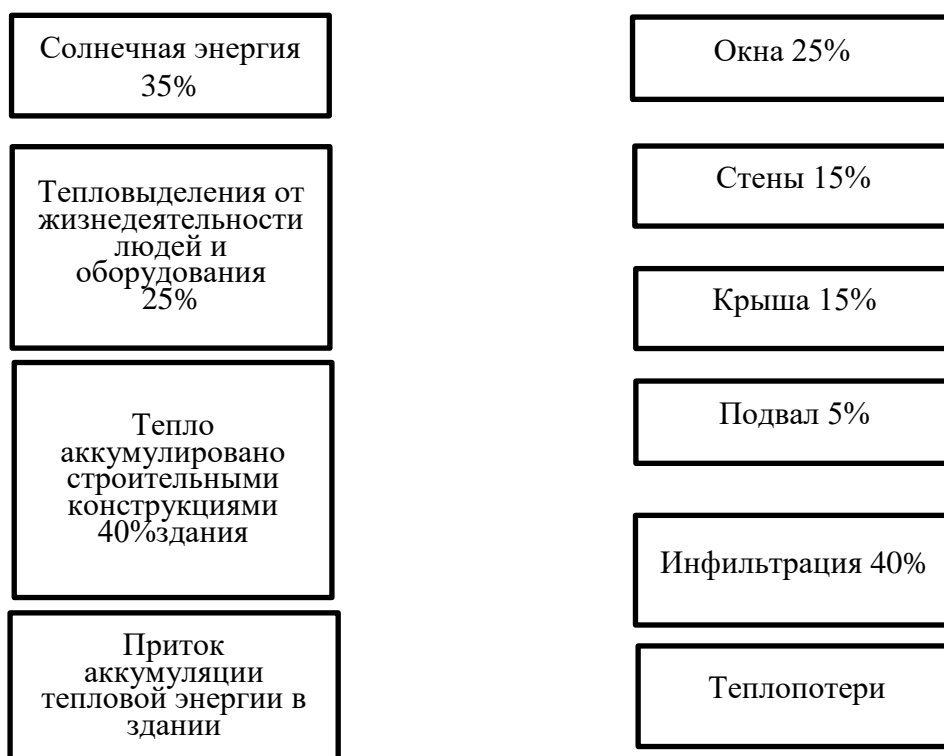 Солнечная энергия
35%
Тепловыделения от
жизнедеятельности
людей и
оборудования
25%
Тепло
аккумулировано
строительными
конструкциями
40%здания
Приток
аккумуляции
тепловой энергии в
здании
Окна 25%
Стены 15%
Крыша 15%
Подвал 5%
Инфильтрация 40%
Теплопотери